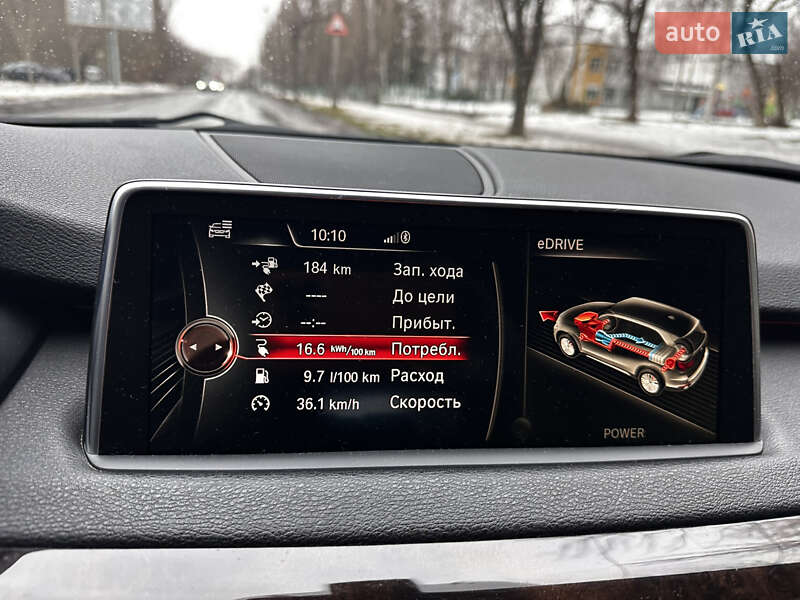 auto RIA .com
10:10
eDRIVE
184 km Зап. хода
---- До цели
--:-- Прибыт.
16.6 kWh/100 km Потребл.
9.7 l/100 km Расход
36.1 km/h Скорость
POWER